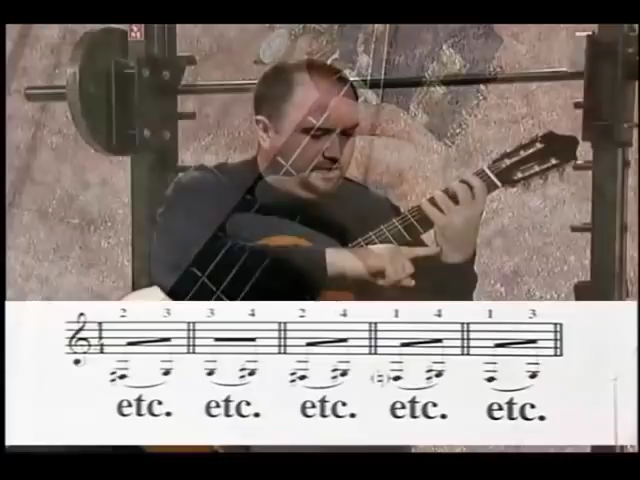 2 3 3 4 2 4 1 4 1 3
etc. etc. etc. etc. etc.